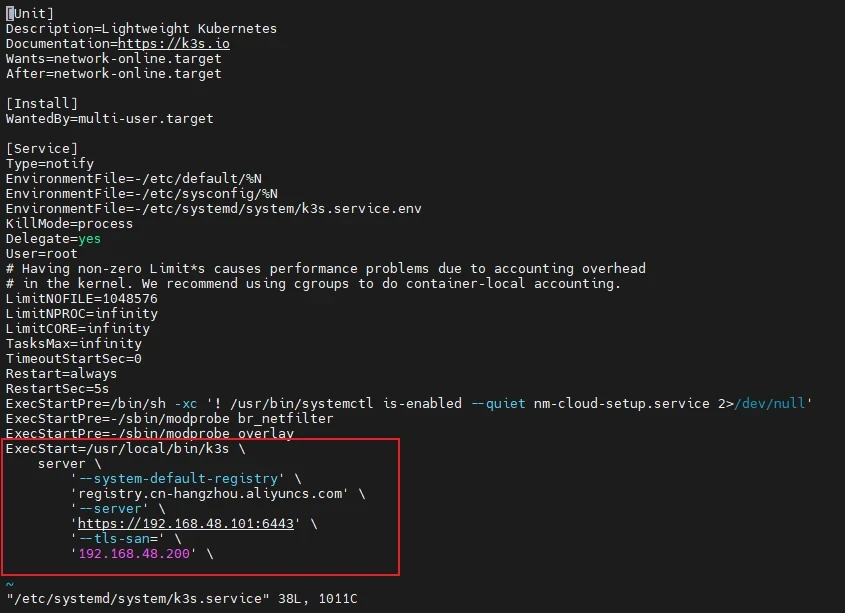 [Unit]
Description=Lightweight Kubernetes
Documentation=https://k3s.io
Wants=network-online.target
After=network-online.target

[Install]
WantedBy=multi-user.target

[Service]
Type=notify
EnvironmentFile=-/etc/default/%N
EnvironmentFile=-/etc/sysconfig/%N
EnvironmentFile=-/etc/systemd/system/k3s.service.env
KillMode=process
Delegate=yes
User=root
# Having non-zero Limit*s causes performance problems due to accounting overhead
# in the kernel. We recommend using cgroups to do container-local accounting.
LimitNOFILE=1048576
LimitNPROC=infinity
LimitCORE=infinity
TasksMax=infinity
TimeoutStartSec=0
Restart=always
RestartSec=5s
ExecStartPre=/bin/sh -xc '! /usr/bin/systemctl is-enabled --quiet nm-cloud-setup.service 2>/dev/null'
ExecStartPre=-/sbin/modprobe br_netfilter
ExecStartPre=-/sbin/modprobe overlay
ExecStart=/usr/local/bin/k3s \
    server \
        '--system-default-registry' \
        'registry.cn-hangzhou.aliyuncs.com' \
        '--server' \
        'https://192.168.48.101:6443' \
        '--tls-san=' \
        '192.168.48.200' \

~
"/etc/systemd/system/k3s.service" 38L, 1011C